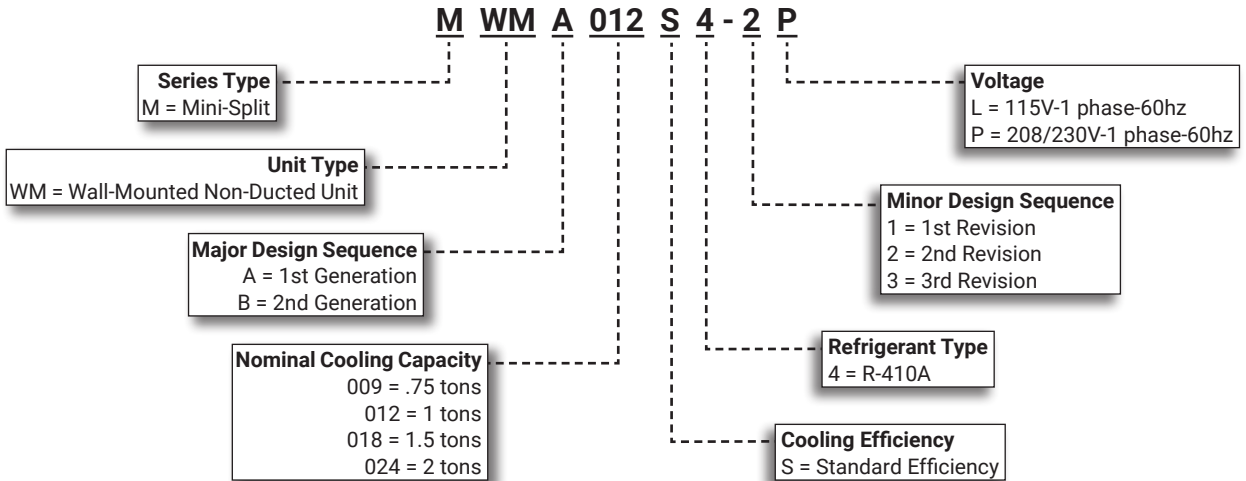 M WM A 012 S 4 - 2 P
Series Type
M = Mini-Split
Unit Type
WM = Wall-Mounted Non-Ducted Unit
Major Design Sequence
A = 1st Generation
B = 2nd Generation
Nominal Cooling Capacity
009 = .75 tons
012 = 1 tons
018 = 1.5 tons
024 = 2 tons
Voltage
L = 115V-1 phase-60hz
P = 208/230V-1 phase-60hz
Minor Design Sequence
1 = 1st Revision
2 = 2nd Revision
3 = 3rd Revision
Refrigerant Type
4 = R-410A
Cooling Efficiency
S = Standard Efficiency